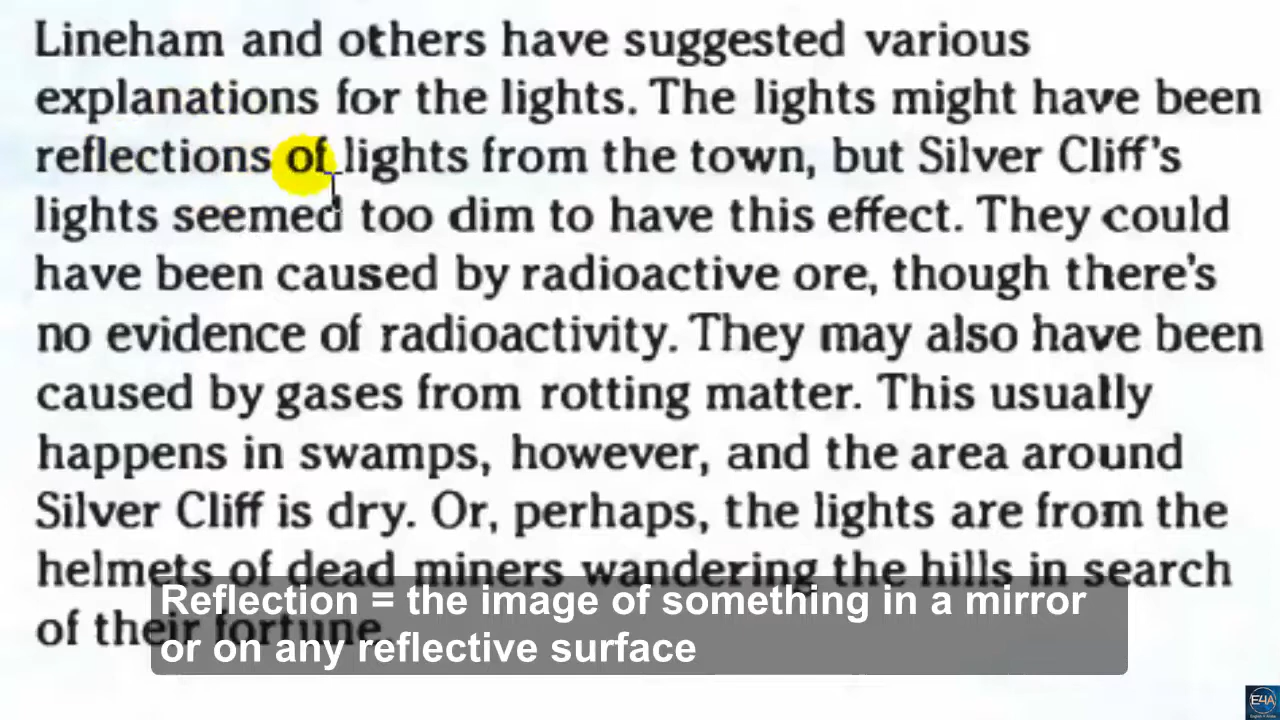 Lineham and others have suggested various
explanations for the lights. The lights might have been
reflections of lights from the town, but Silver Cliff's
lights seemed too dim to have this effect. They could
have been caused by radioactive ore, though there's
no evidence of radioactivity. They may also have been
caused by gases from rotting matter. This usually
happens in swamps, however, and the area around
Silver Cliff is dry. Or, perhaps, the lights are from the
helmets of dead miners wandering the hills in search
of their fortune.
Reflection = the image of something in a mirror
or on any reflective surface
E4A